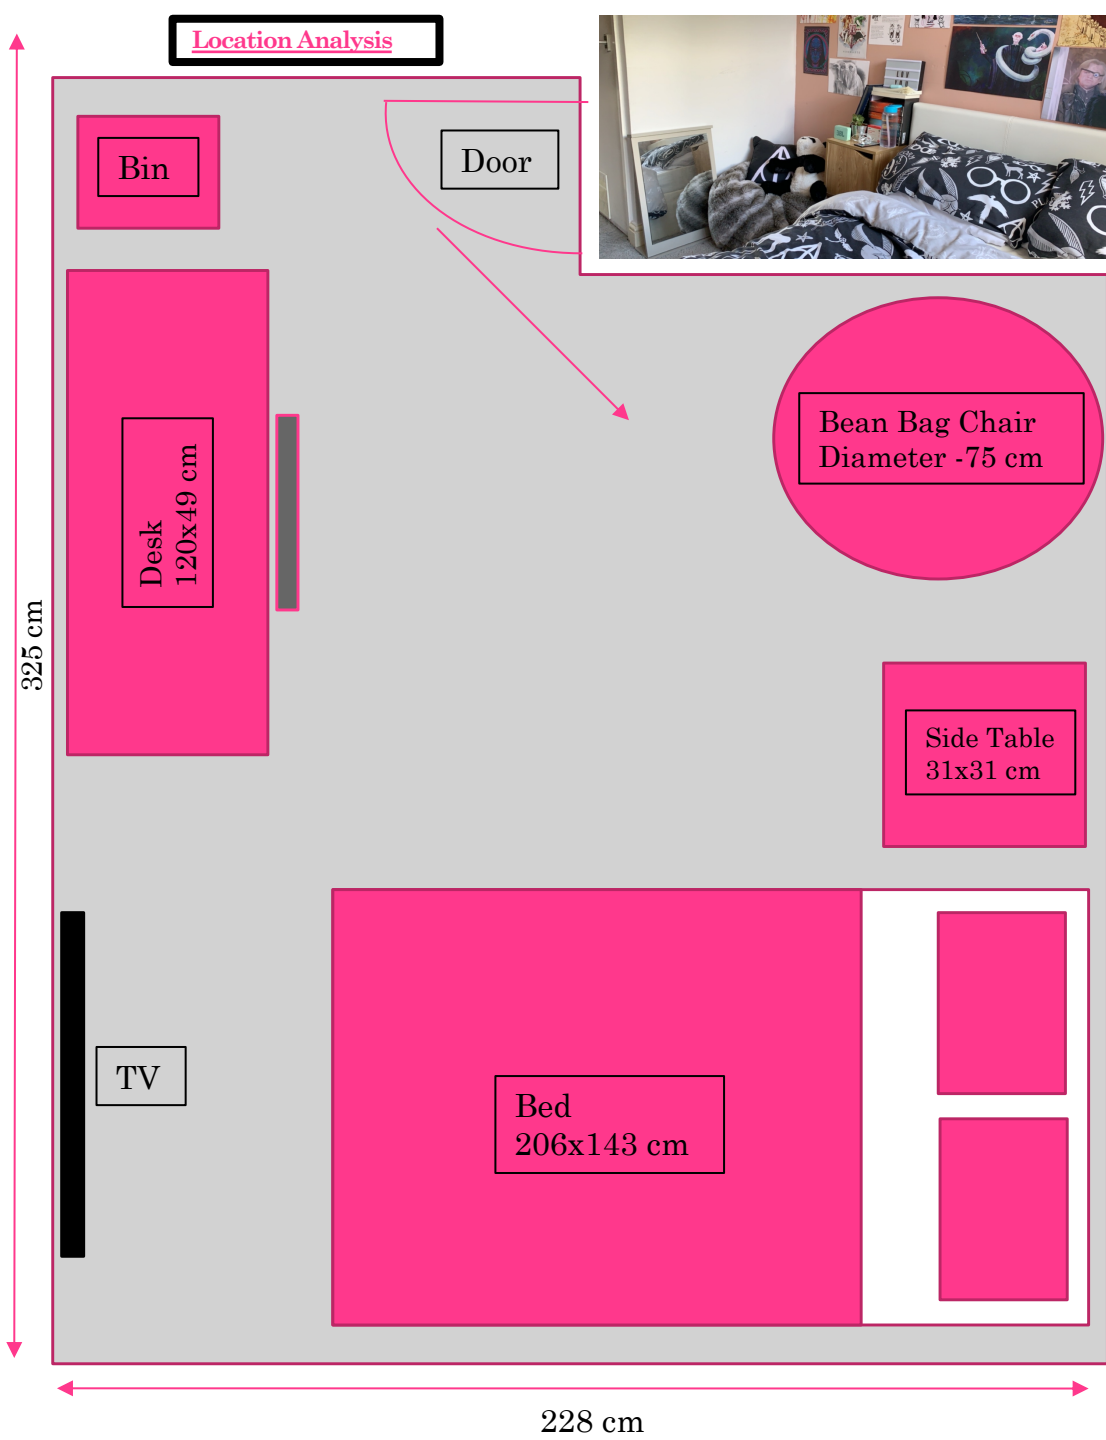 Location Analysis
Bin
Door
Bean Bag Chair
Diameter -75 cm
Desk
120x49 cm
325 cm
Side Table
31x31 cm
TV
Bed
206x143 cm
228 cm